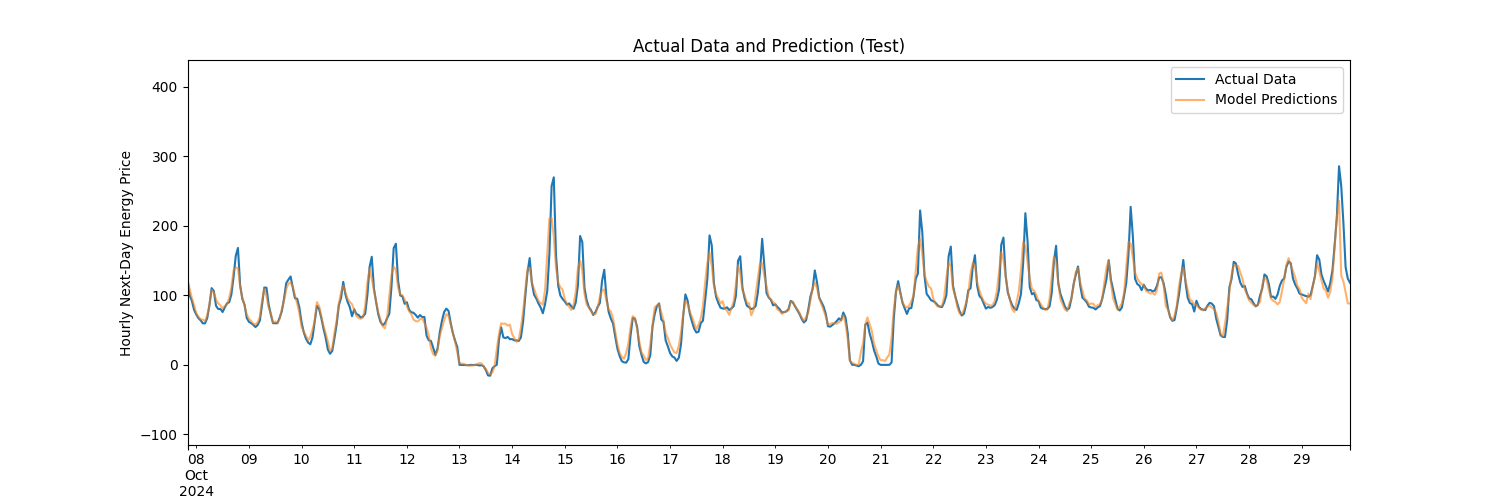 Actual Data and Prediction (Test)
Hourly Next-Day Energy Price
400
300
200
100
0
−100
Actual Data
Model Predictions
08 09 10 11 12 13 14 15 16 17 18 19 20 21 22 23 24 25 26 27 28 29
Oct
2024